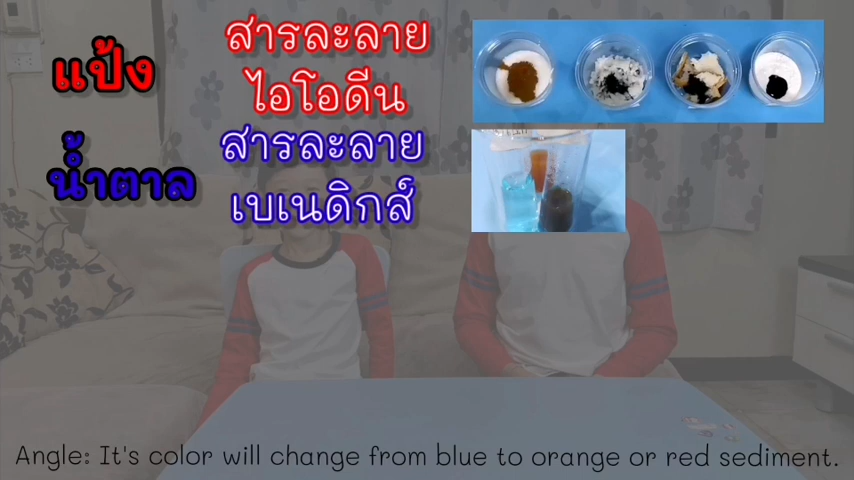 แป้ง
สารละลาย
ไอโอดีน
น้ำตาล
สารละลาย
เบเนดิกส์
Angle: It's color will change from blue to orange or red sediment.